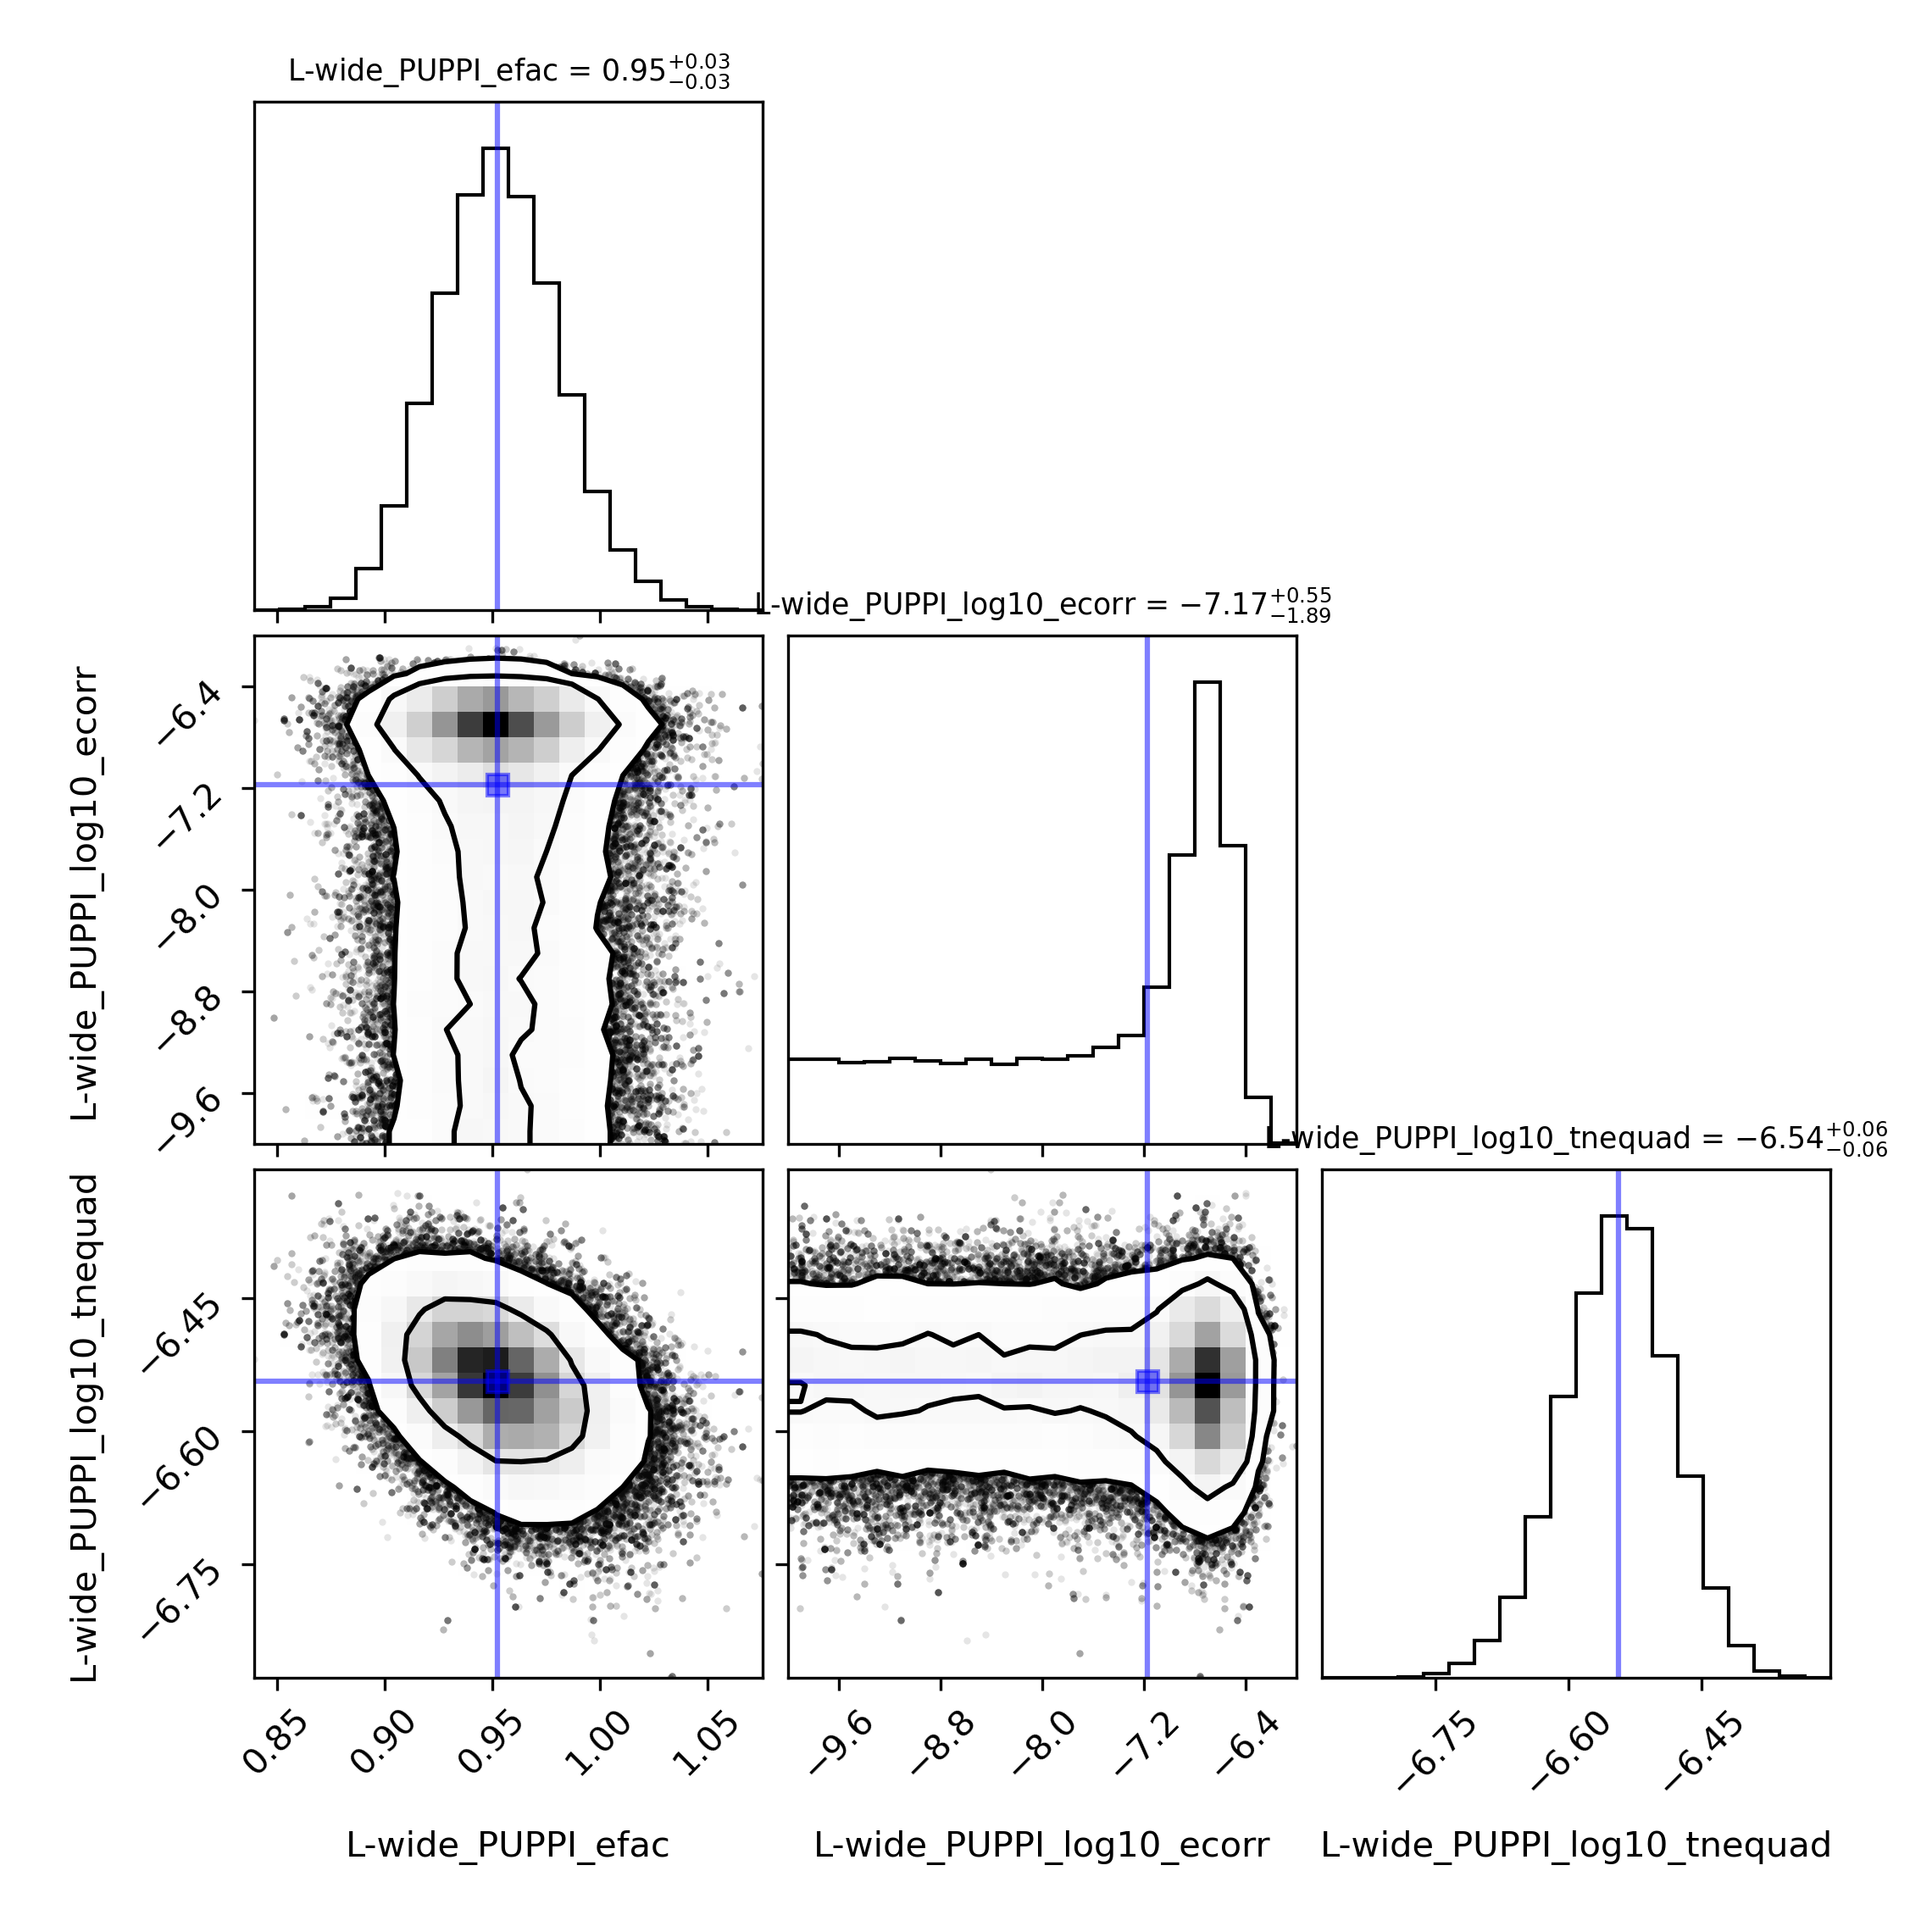 L-wide_PUPPI_efac = 0.95+0.03−0.03
L-wide_PUPPI_log10_ecorr = −7.17+0.55−1.89
L-wide_PUPPI_log10_ecorr
−6.4
−7.2
−8.0
−8.8
−9.6
L-wide_PUPPI_log10_tnequad = −6.54+0.06−0.06
L-wide_PUPPI_log10_tnequad
−6.45
−6.60
−6.75
0.85 0.90 0.95 1.00 1.05
−9.6 −8.8 −8.0 −7.2 −6.4
−6.75 −6.60 −6.45
L-wide_PUPPI_efac
L-wide_PUPPI_log10_ecorr
L-wide_PUPPI_log10_tnequad